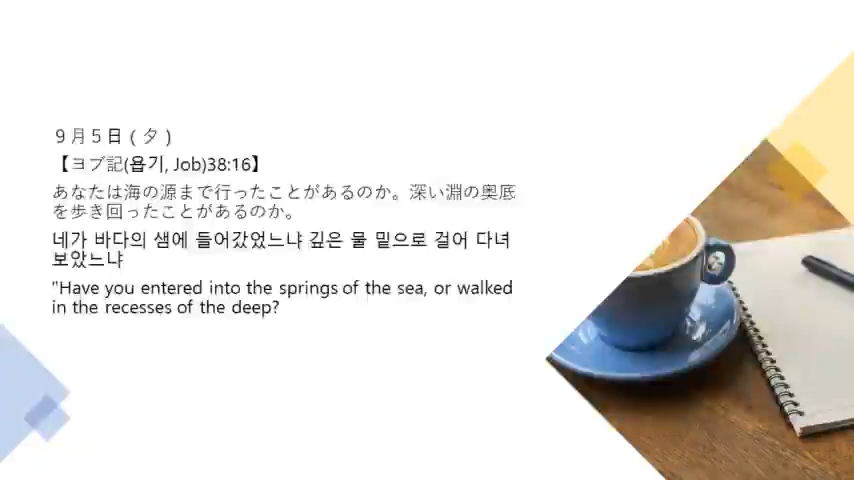 ９月５日（夕）
【ヨブ記(욥기, Job)38:16】
あなたは海の源まで行ったことがあるのか。深い淵の奥底
を歩き回ったことがあるのか。
네가 바다의 샘에 들어갔었느냐 깊은 물 밑으로 걸어 다녀
보았느냐
"Have you entered into the springs of the sea, or walked
in the recesses of the deep?